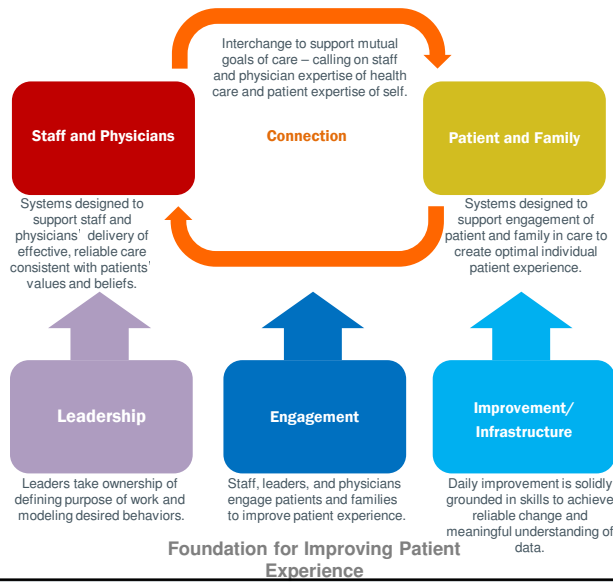 Interchange to support mutual
goals of care – calling on staff
and physician expertise of health
care and patient expertise of self.
Staff and Physicians
Connection
Patient and Family
Systems designed to
support staff and
physicians' delivery of
effective, reliable care
consistent with patients'
values and beliefs.
Systems designed to
support engagement of
patient and family in care to
create optimal individual
patient experience.
Leadership
Engagement
Improvement/
Infrastructure
Leaders take ownership of
defining purpose of work and
modeling desired behaviors.
Staff, leaders, and physicians
engage patients and families
to improve patient experience.
Daily improvement is solidly
grounded in skills to achieve
reliable change and
meaningful understanding of
data.
Foundation for Improving Patient
Experience